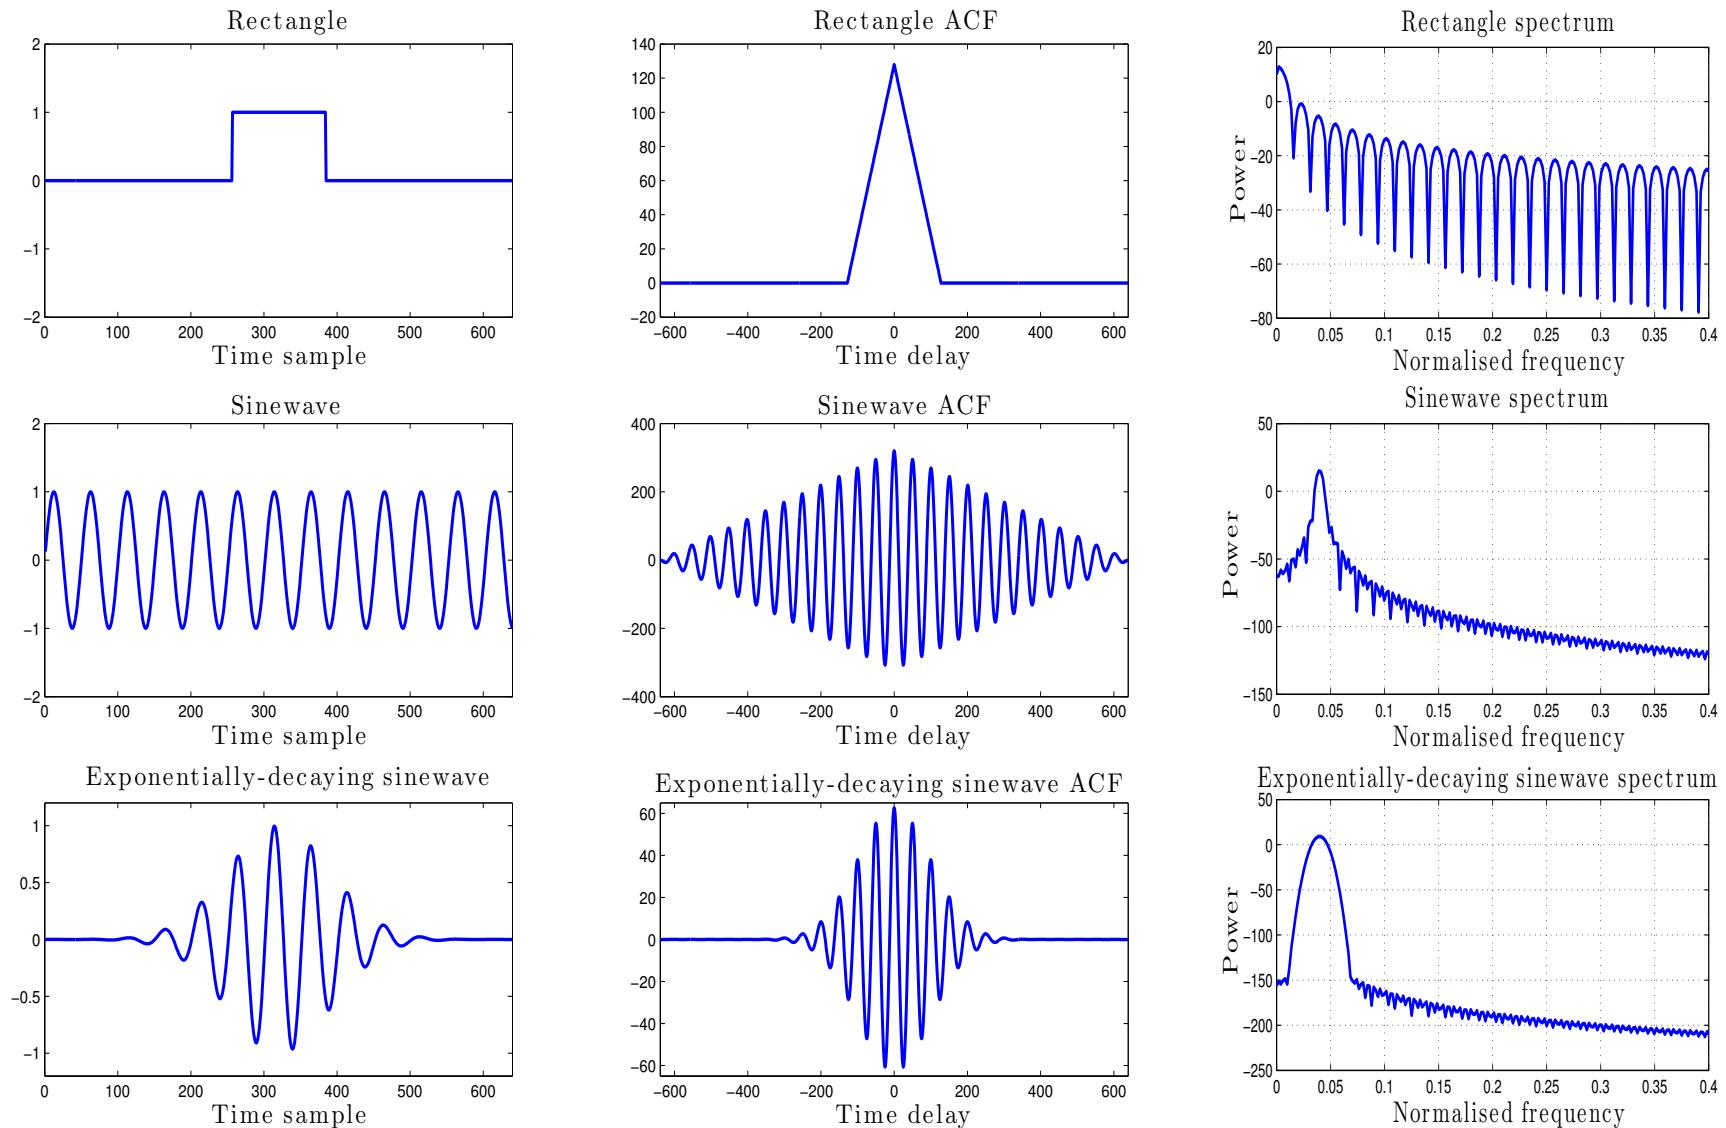 Rectangle
2
1
0
−1
−2
0 100 200 300 400 500 600
Time sample
Rectangle ACF
140
120
100
80
60
40
20
0
−20
−600 −400 −200 0 200 400 600
Time delay
Rectangle spectrum
Power
20
0
−20
−40
−60
−80
0 0.05 0.1 0.15 0.2 0.25 0.3 0.35 0.4
Normalised frequency
Sinewave
2
1
0
−1
−2
0 100 200 300 400 500 600
Time sample
Sinewave ACF
400
200
0
−200
−400
−600 −400 −200 0 200 400 600
Time delay
Sinewave spectrum
Power
50
0
−50
−100
−150
0 0.05 0.1 0.15 0.2 0.25 0.3 0.35 0.4
Normalised frequency
Exponentially-decaying sinewave
1
0.5
0
−0.5
−1
0 100 200 300 400 500 600
Time sample
Exponentially-decaying sinewave ACF
60
40
20
0
−20
−40
−60
−600 −400 −200 0 200 400 600
Time delay
Exponentially-decaying sinewave spectrum
Power
50
0
−50
−100
−150
−200
−250
0 0.05 0.1 0.15 0.2 0.25 0.3 0.35 0.4
Normalised frequency